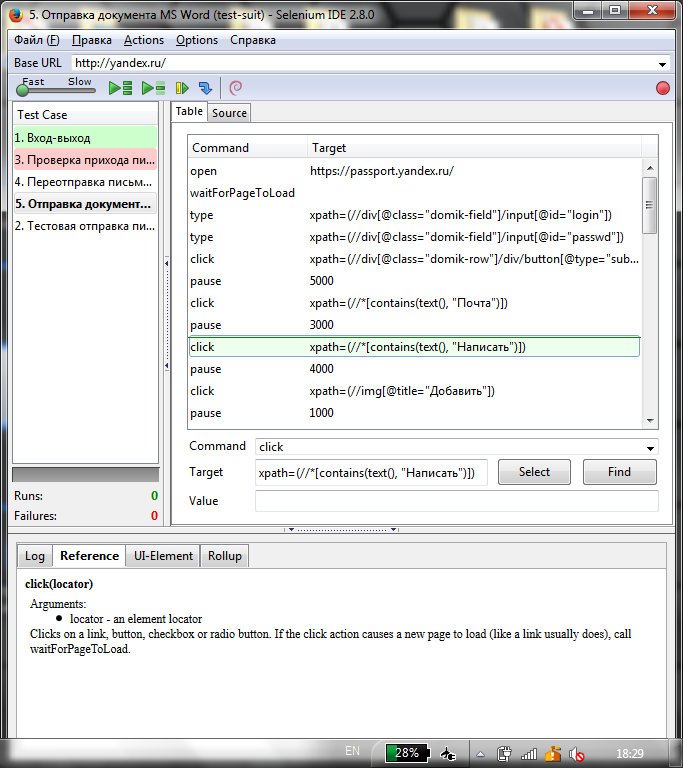 5. Отправка документа MS Word (test-suit) - Selenium IDE 2.8.0
Файл (F) Правка Actions Options Справка
Base URL http://yandex.ru/
Fast Slow
Test Case
1. Вход-выход
3. Проверка прихода пи...
4. Переотправка письм...
5. Отправка документ...
2. Тестовая отправка пи...
Runs: 0
Failures: 0
Table Source
Command Target
open https://passport.yandex.ru/
waitForPageToLoad
type xpath=(//div[@class="domik-field"]/input[@id="login"])
type xpath=(//div[@class="domik-field"]/input[@id="passwd"])
click xpath=(//div[@class="domik-row"]/div/button[@type="sub...
pause 5000
click xpath=(//*[contains(text(), "Почта")])
pause 3000
click xpath=(//*[contains(text(), "Написать")])
pause 4000
click xpath=(//img[@title="Добавить"])
pause 1000
Command click
Target xpath=(//*[contains(text(), "Написать")]) Select Find
Value
Log Reference UI-Element Rollup
click(locator)
Arguments:
locator - an element locator
Clicks on a link, button, checkbox or radio button. If the click action causes a new page to load (like a link usually does), call
waitForPageToLoad.
EN 28% 18:29